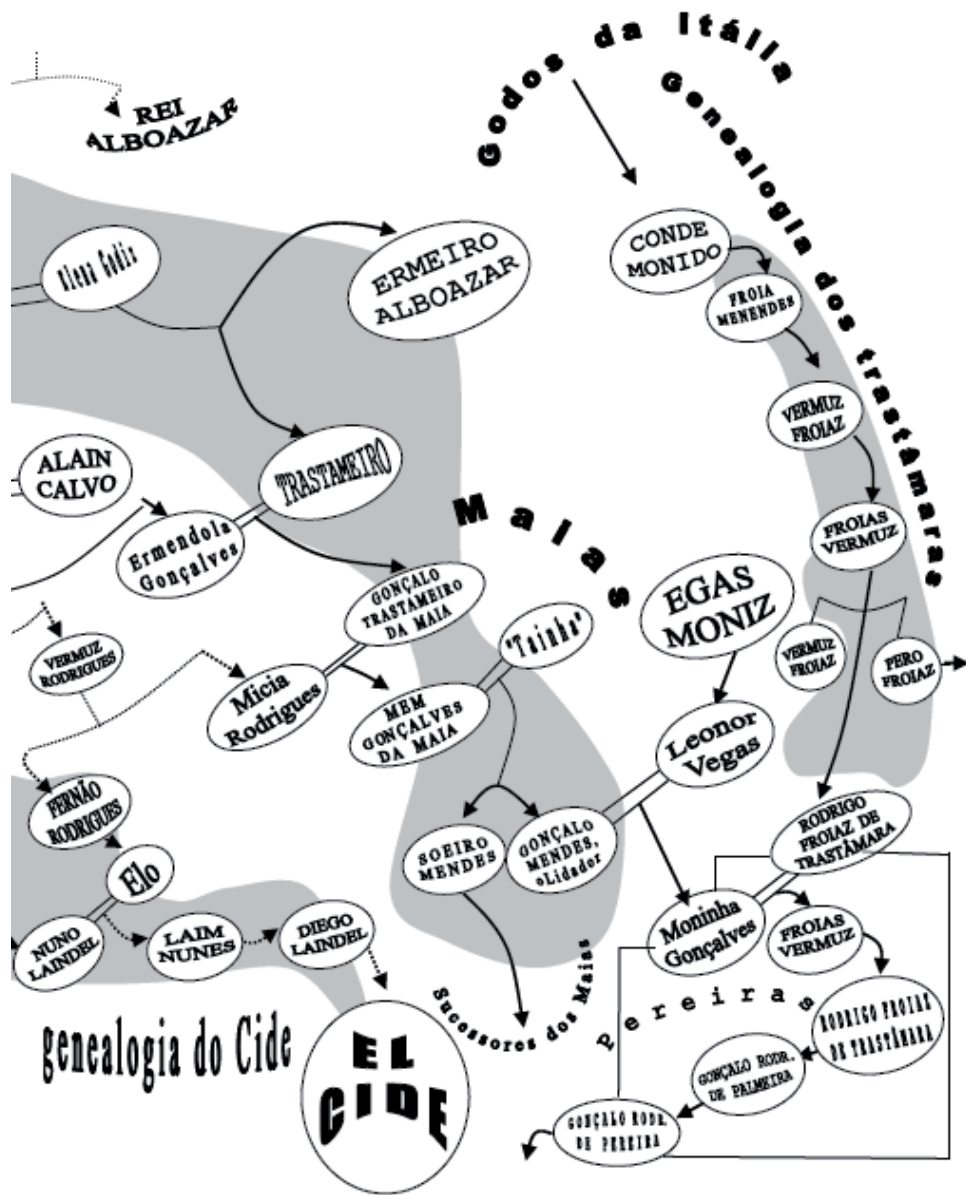 Godos da Itália
Genealogia dos trastâmaras
REI
ALBOAZAR
Alena Godiz
ERMEIRO
ALBOAZAR
CONDE
MONIDO
FROIA
MENENDES
VERMUZ
FROIAZ
ALAIN
CALVO
TRASTAMEIRO
Ermendola
Gonçalves
Maias
FROIAS
VERMUZ
GONÇALO
TRASTÂMEIRO
DA MAIA
EGAS
MONIZ
"Tainha"
VERMUZ
FROIAZ
PERO
FROIAZ
VERMUZ
RODRIGUES
Micia
Rodrigues
MEM
GONÇALVES
DA MAIA
Leonor
Vegas
FERNÃO
RODRIGUES
SOEIRO
MENDES
GONÇALO
MENDES,
oLidador
RODRIGO
FROIAZ DE
TRASTÂMARA
Elo
NUNO
LAINDEL
LAIM
NUNES
DIEGO
LAINDEL
Moninha
Gonçalves
FROIAS
VERMUZ
Sucessores dos Maias
Pereiras
RODRIGO FROIAZ
DE TRASTÂMARA
genealogia do Cide
EL
CIDE
GONÇALO RODR.
DE PALMEIRA
GONÇALO RODR.
DE PEREIRA